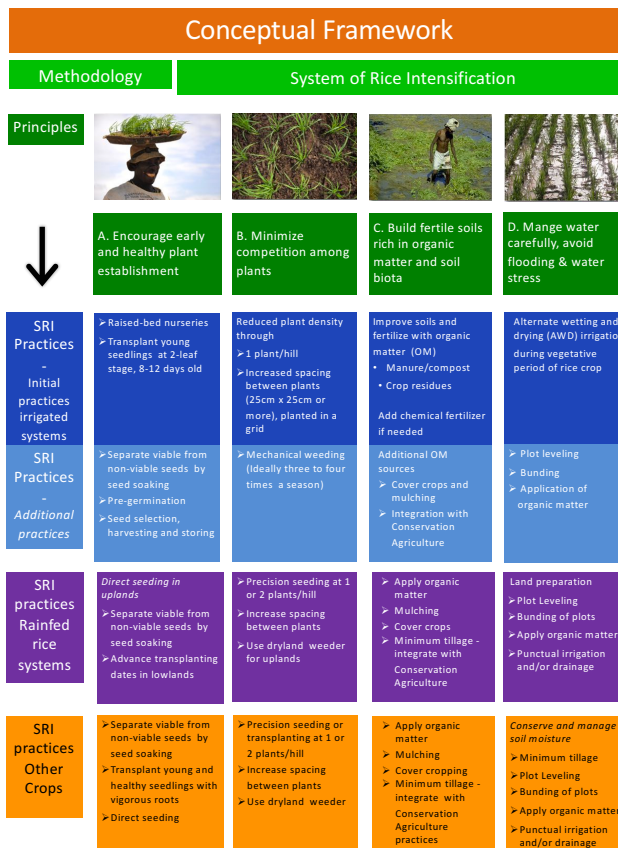 Conceptual Framework
Methodology
System of Rice Intensification
Principles
A. Encourage early
and healthy plant
establishment
B. Minimize
competition among
plants
C. Build fertile soils
rich in organic
matter and soil
biota
D. Mange water
carefully, avoid
flooding & water
stress
SRI
Practices
-
Initial
practices
irrigated
systems
➢Raised-bed nurseries
➢Transplant young
seedlings at 2-leaf
stage, 8-12 days old
Reduced plant density
through
➢1 plant/hill
➢Increased spacing
between plants
(25cm x 25cm or
more), planted in a
grid
Improve soils and
fertilize with organic
matter (OM)
• Manure/compost
• Crop residues
Add chemical fertilizer
if needed
Alternate wetting and
drying (AWD) irrigatio
during vegetative
period of rice crop
SRI
Practices
-
Additional
practices
➢Separate viable from
non-viable seeds by
seed soaking
➢Pre-germination
➢Seed selection,
harvesting and storing
➢Mechanical weeding
(Ideally three to four
times a season)
Additional OM
sources
➢ Cover crops and
mulching
➢ Integration with
Conservation
Agriculture
➢ Plot leveling
➢ Bunding
➢ Application of
organic matter
SRI
practices
Rainfed
rice
systems
Direct seeding in
uplands
➢Separate viable from
non-viable seeds by
seed soaking
➢Advance transplanting
dates in lowlands
➢Precision seeding at 1
or 2 plants/hill
➢Increase spacing
between plants
➢Use dryland weeder
for uplands
➢ Apply organic
matter
➢ Mulching
➢ Cover crops
➢ Minimum tillage -
integrate with
Conservation
Agriculture
Land preparation
➢Plot Leveling
➢Bunding of plots
➢Apply organic matter
➢Punctual irrigation
and/or drainage
SRI
practices
Other
Crops
➢Separate viable from
non-viable seeds by
seed soaking
➢Transplant young and
healthy seedlings with
vigorous roots
➢Direct seeding
➢Precision seeding or
transplanting at 1 or
2 plants/hill
➢Increase spacing
between plants
➢Use dryland weeder
➢ Apply organic
matter
➢ Mulching
➢ Cover cropping
➢ Minimum tillage -
integrate with
Conservation
Agriculture
practices
Conserve and manage
soil moisture
➢Minimum tillage
➢Plot Leveling
➢Bunding of plots
➢Apply organic matter
➢Punctual irrigation
and/or drainage